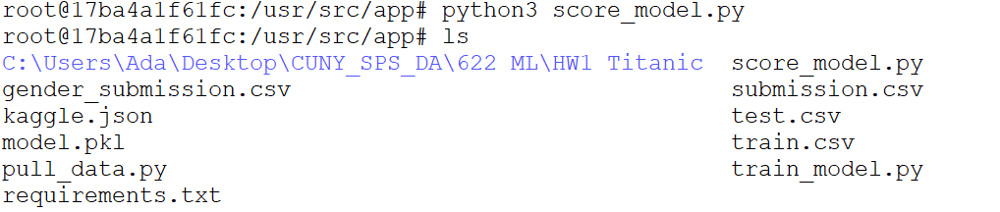 root@17ba4a1f61fc:/usr/src/app# python3 score_model.py
root@17ba4a1f61fc:/usr/src/app# ls
C:\Users\Ada\Desktop\CUNY_SPS_DA\622 ML\HW1 Titanic  score_model.py
gender_submission.csv                                submission.csv
kaggle.json                                          test.csv
model.pkl                                            train.csv
pull_data.py                                         train_model.py
requirements.txt